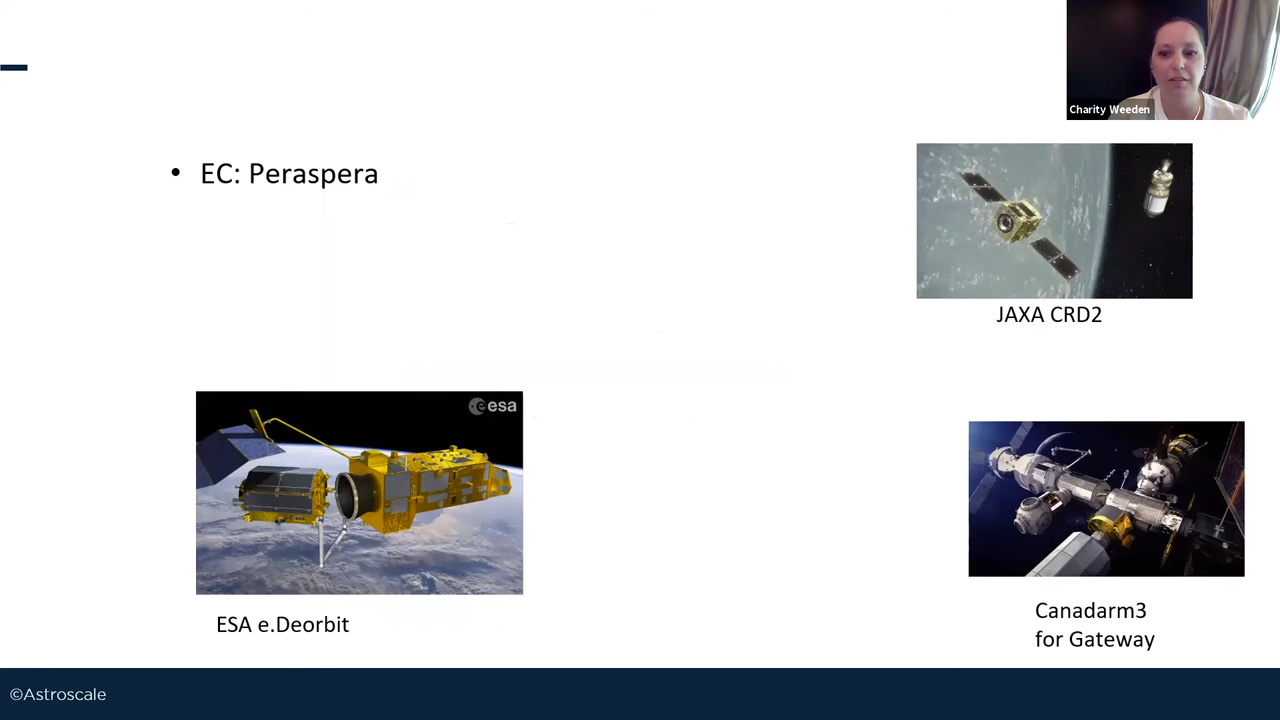 Charity Weeden
• EC: Peraspera
JAXA CRD2
esa
ESA e.Deorbit
Canadarm3
for Gateway
©Astroscale